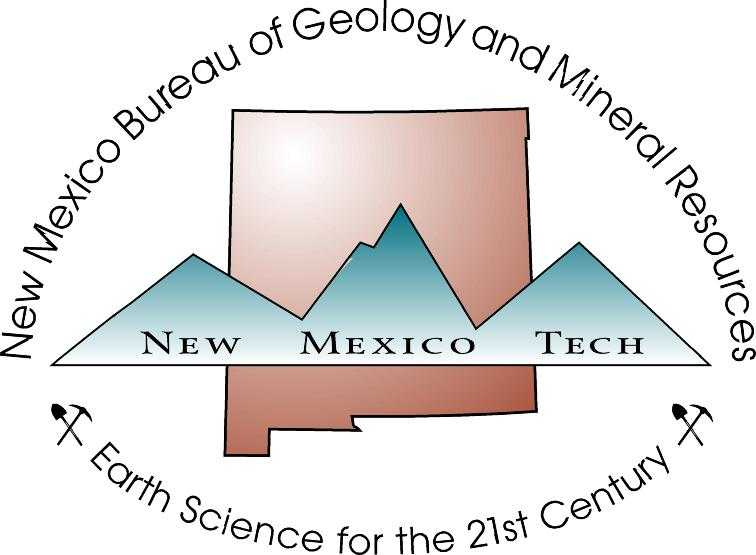 New Mexico Bureau of Geology and Mineral Resources
New Mexico Tech
Earth Science for the 21st Century